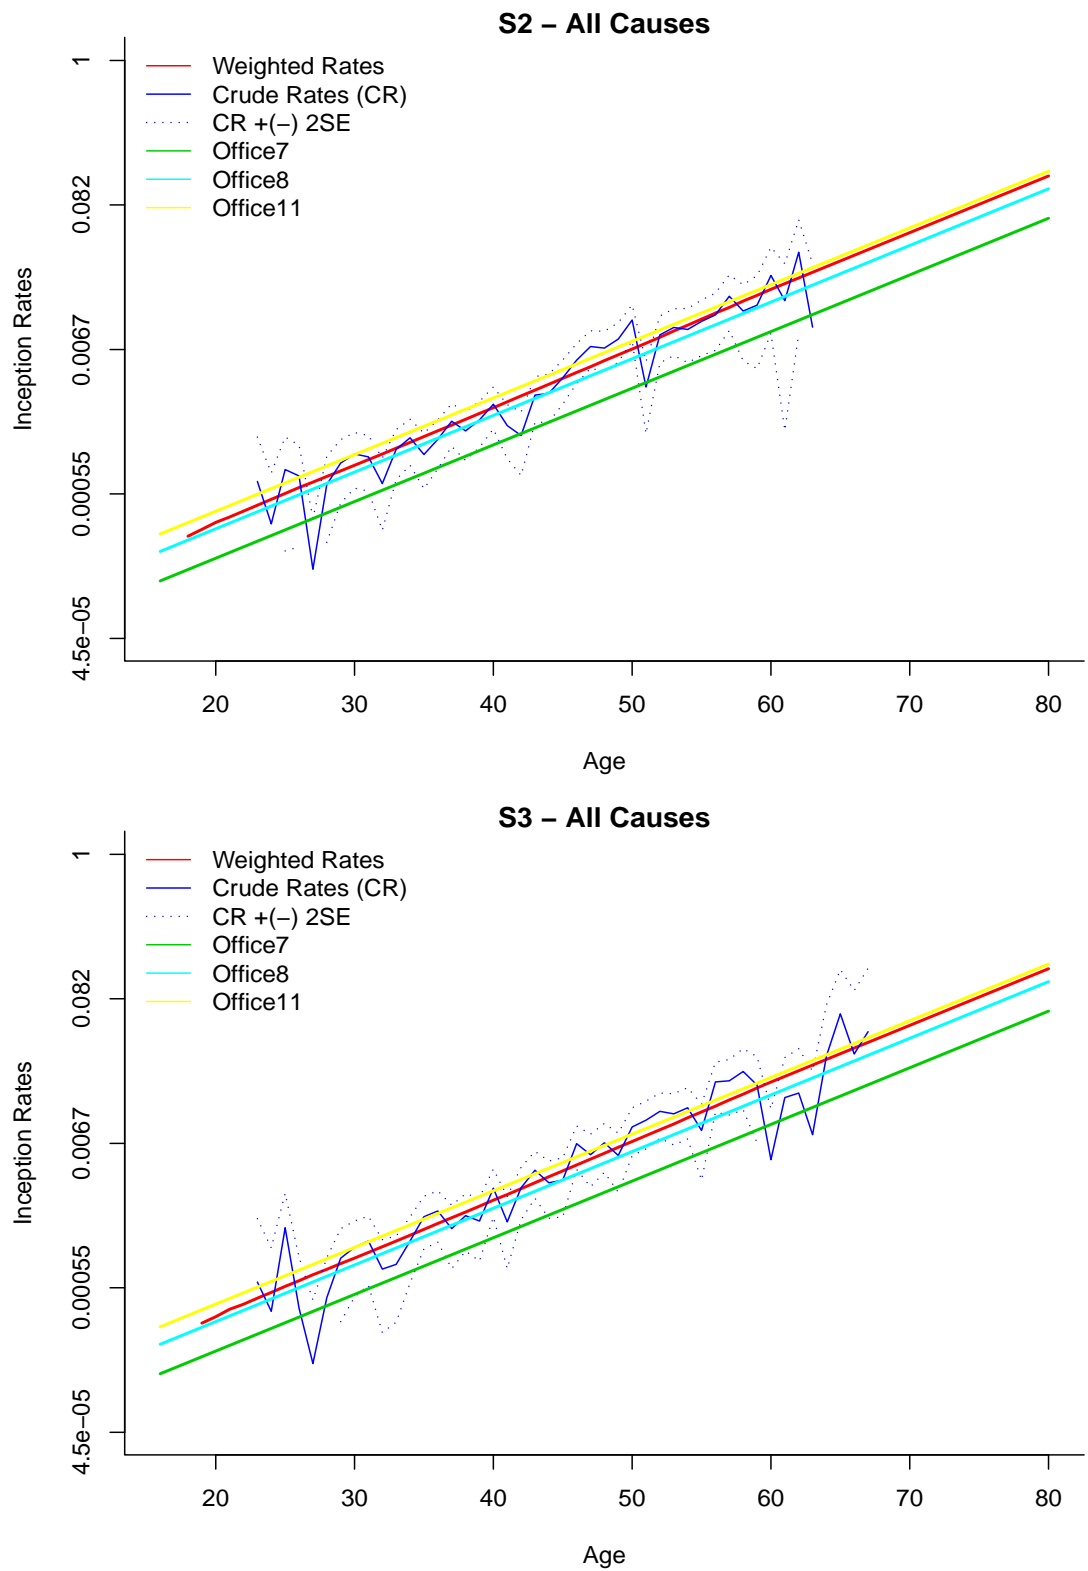 S2 – All Causes
Weighted Rates
Crude Rates (CR)
CR +(−) 2SE
Office7
Office8
Office11
Inception Rates
1
0.082
0.0067
0.00055
4.5e−05
20 30 40 50 60 70 80
Age
S3 – All Causes
Weighted Rates
Crude Rates (CR)
CR +(−) 2SE
Office7
Office8
Office11
Inception Rates
1
0.082
0.0067
0.00055
4.5e−05
20 30 40 50 60 70 80
Age